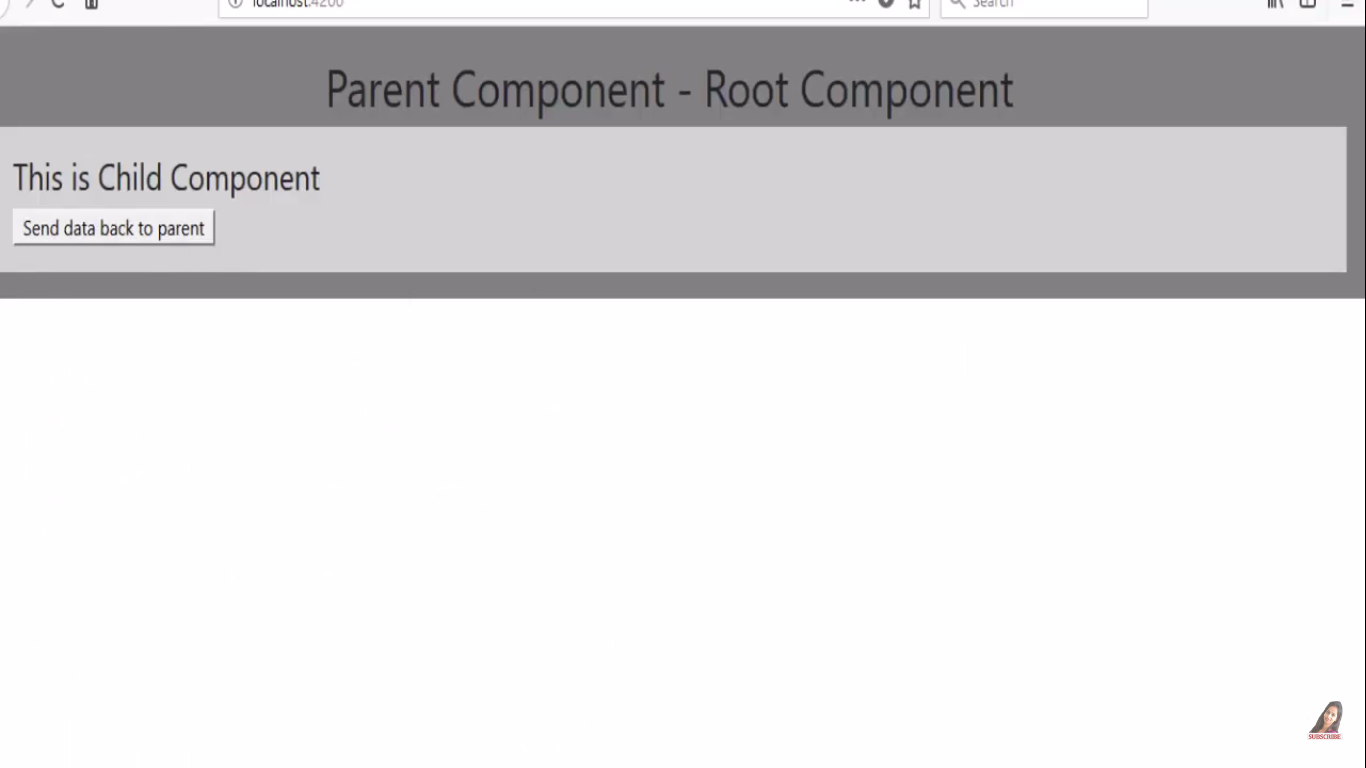 localhost:4200
Search
Parent Component - Root Component
This is Child Component
Send data back to parent
SUBSCRIBE